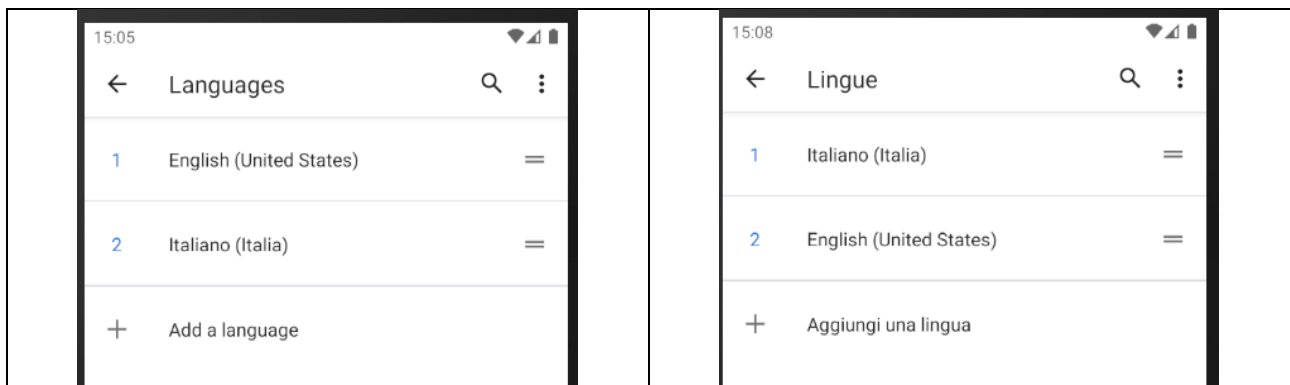 15:05
Languages
1 English (United States)
2 Italiano (Italia)
Add a language
15:08
Lingue
1 Italiano (Italia)
2 English (United States)
Aggiungi una lingua